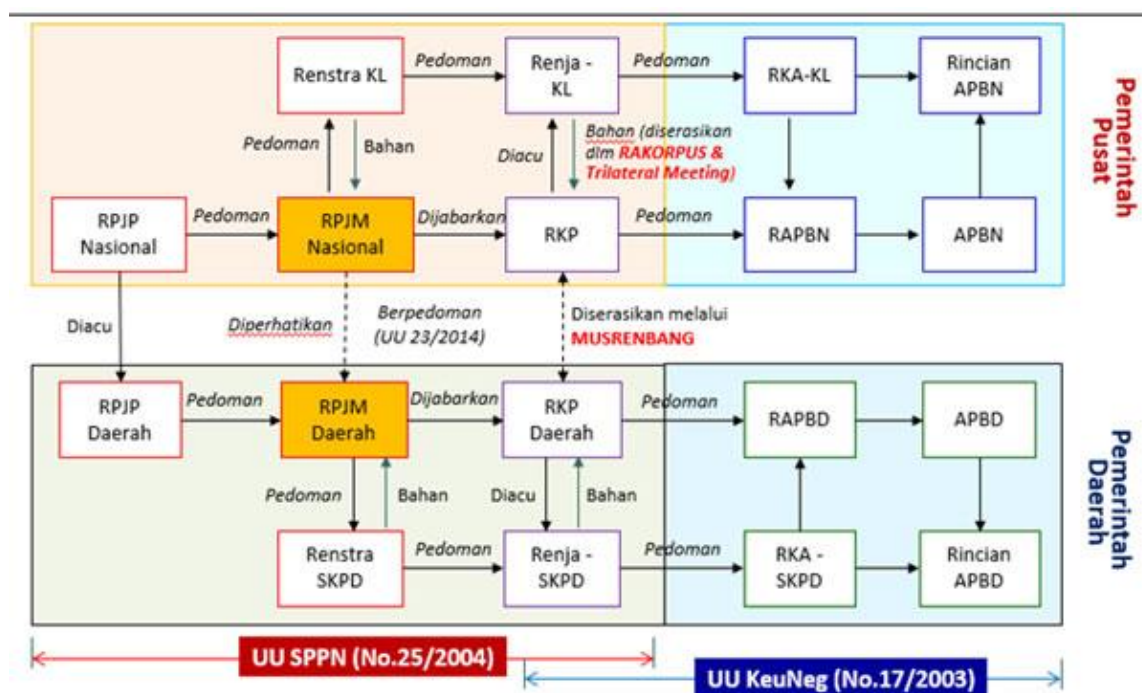 Renstra KL
Pedoman
Renja -
KL
Pedoman
RKA-KL
Rincian
APBN
Pedoman
Bahan
Diacu
Bahan (diserasikan
dlm RAKORPUS &
Trilateral Meeting)
RPJP
Nasional
Pedoman
RPJM
Nasional
Dijabarkan
RKP
Pedoman
RAPBN
APBN
Pemerintah
Pusat
Diacu
Diperhatikan
Berpedoman
(UU 23/2014)
Diserasikan melalui
MUSRENBANG
RPJP
Daerah
Pedoman
RPJM
Daerah
Dijabarkan
RKP
Daerah
Pedoman
RAPBD
APBD
Pedoman
Bahan
Diacu
Bahan
Renstra
SKPD
Pedoman
Renja -
SKPD
Pedoman
RKA -
SKPD
Rincian
APBD
Pemerintah
Daerah
UU SPPN (No.25/2004)
UU KeuNeg (No.17/2003)